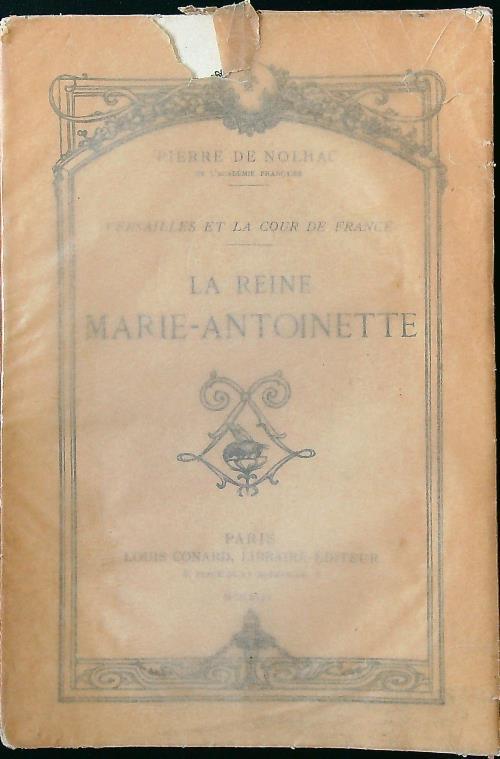 PIERRE DE NOLHAC
DE L'ACADÉMIE FRANÇAISE
VERSAILLES ET LA COUR DE FRANCE
LA REINE
MARIE-ANTOINETTE
PARIS
LOUIS CONARD, LIBRAIRE-ÉDITEUR